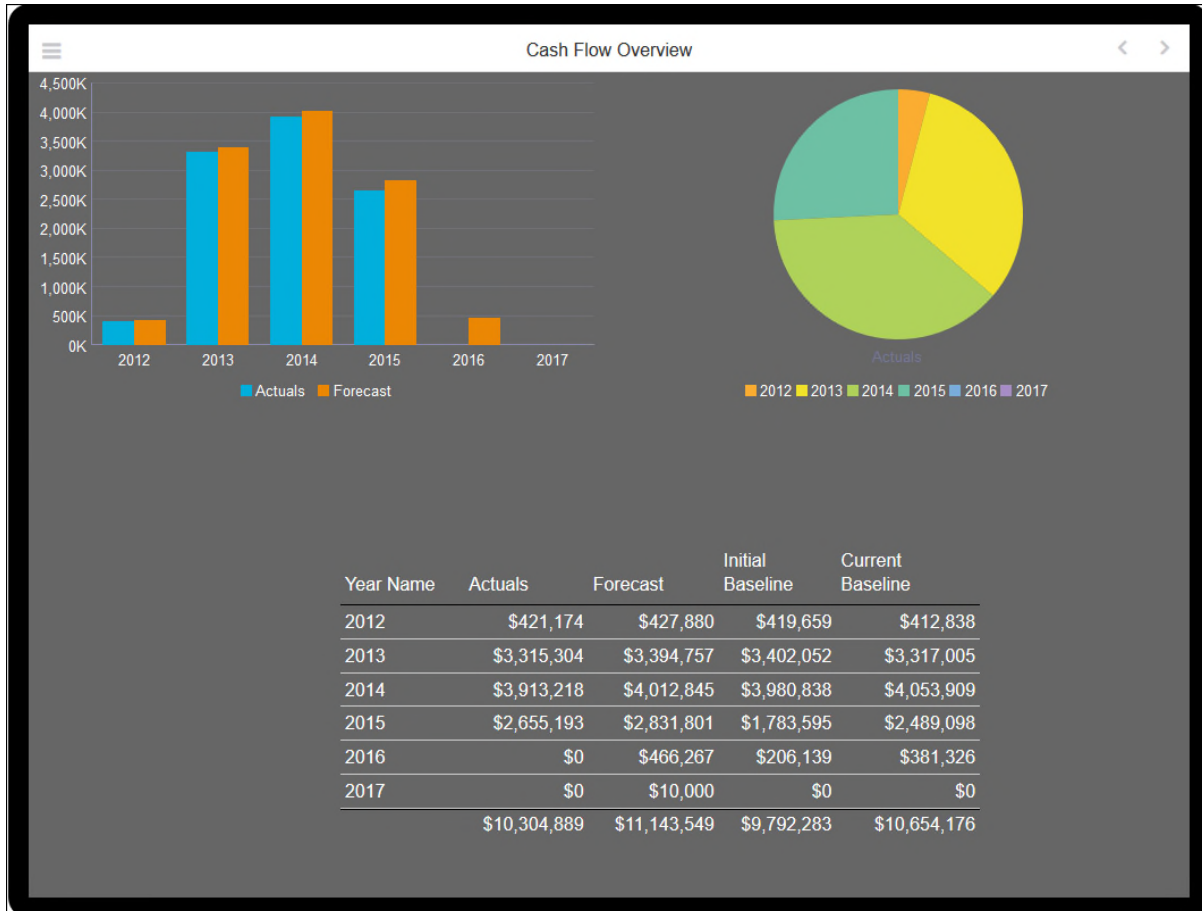 Cash Flow Overview
4,500K
4,000K
3,500K
3,000K
2,500K
2,000K
1,500K
1,000K
500K
0K
2012 2013 2014 2015 2016 2017
Actuals Forecast
Actuals
2012 2013 2014 2015 2016 2017
Year Name Actuals Forecast Initial Baseline Current Baseline
2012 $421,174 $427,880 $419,659 $412,838
2013 $3,315,304 $3,394,757 $3,402,052 $3,317,005
2014 $3,913,218 $4,012,845 $3,980,838 $4,053,909
2015 $2,655,193 $2,831,801 $1,783,595 $2,489,098
2016 $0 $466,267 $206,139 $381,326
2017 $0 $10,000 $0 $0
$10,304,889 $11,143,549 $9,792,283 $10,654,176